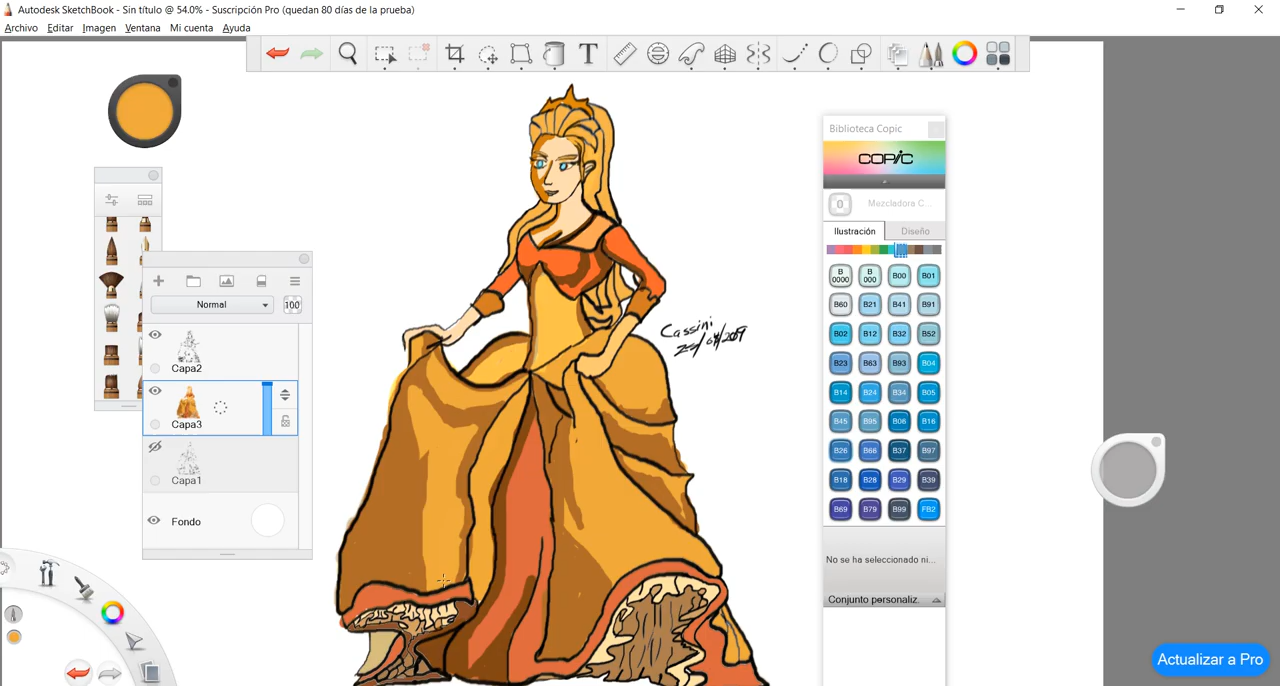 Autodesk SketchBook - Sin título @ 54.0% - Suscripción Pro (quedan 80 días de la prueba)
Archivo Editar Imagen Ventana Mi cuenta Ayuda
T
Biblioteca Copic
COPIC
0 Mezcladora C...
Ilustración Diseño
B0000 B000 B00 B01
B60 B21 B41 B91
B02 B12 B32 B52
B23 B63 B93 B04
B14 B24 B34 B05
B45 B95 B06 B16
B26 B66 B37 B97
B18 B28 B29 B39
B69 B79 B99 FB2
No se ha seleccionado ni...
Conjunto personaliz.
Normal 100
Capa2
Capa3
Capa1
Fondo
Cassini
Actualizar a Pro